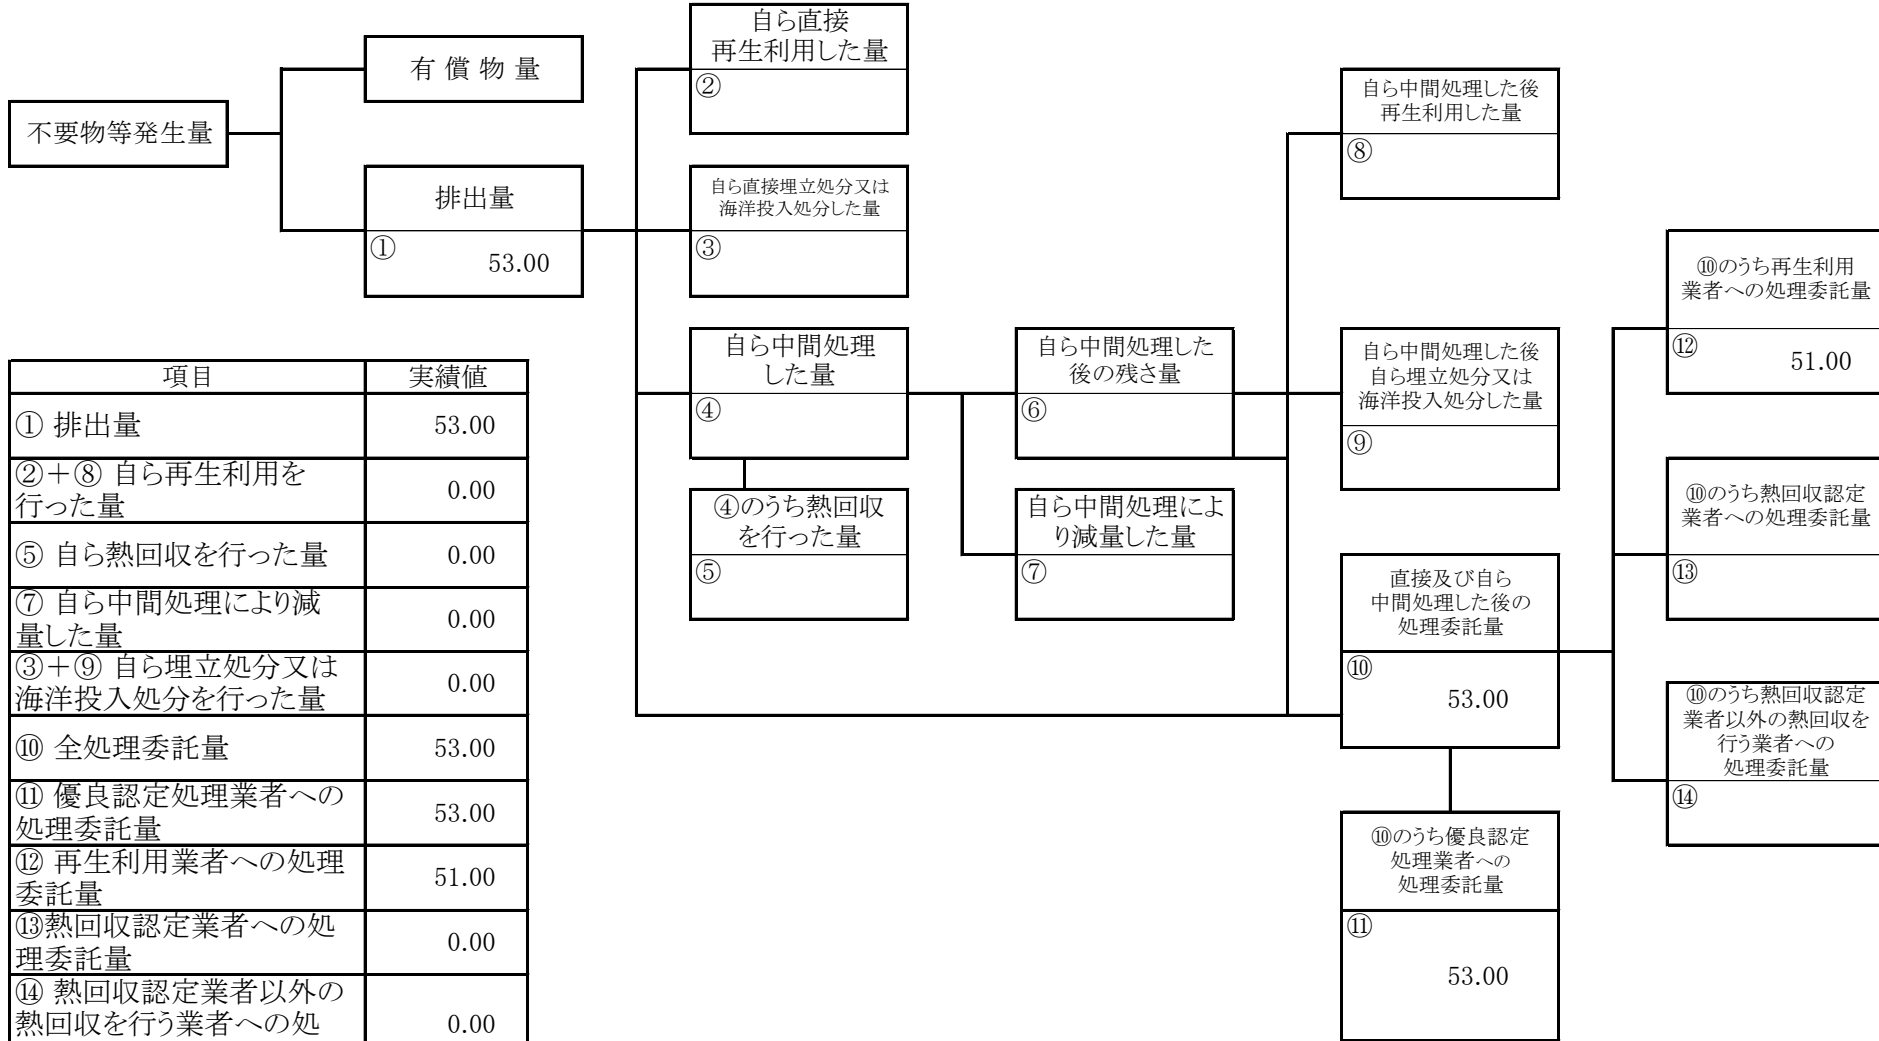 不要物等発生量
有 償 物 量
排出量
①
53.00
自ら直接
再生利用した量
②
自ら直接埋立処分又は
海洋投入処分した量
③
自ら中間処理
した量
④
④のうち熱回収
を行った量
⑤
自ら中間処理した
後の残さ量
⑥
自ら中間処理によ
り減量した量
⑦
自ら中間処理した後
再生利用した量
⑧
自ら中間処理した後
自ら埋立処分又は
海洋投入処分した量
⑨
直接及び自ら
中間処理した後の
処理委託量
⑩
53.00
⑩のうち優良認定
処理業者への
処理委託量
⑪
53.00
⑩のうち再生利用
業者への処理委託量
⑫
51.00
⑩のうち熱回収認定
業者への処理委託量
⑬
⑩のうち熱回収認定
業者以外の熱回収を
行う業者への
処理委託量
⑭
項目 実績値
① 排出量 53.00
②＋⑧ 自ら再生利用を
行った量 0.00
⑤ 自ら熱回収を行った量 0.00
⑦ 自ら中間処理により減
量した量 0.00
③＋⑨ 自ら埋立処分又は
海洋投入処分を行った量 0.00
⑩ 全処理委託量 53.00
⑪ 優良認定処理業者への
処理委託量 53.00
⑫ 再生利用業者への処理
委託量 51.00
⑬熱回収認定業者への処
理委託量 0.00
⑭ 熱回収認定業者以外の
熱回収を行う業者への処 0.00